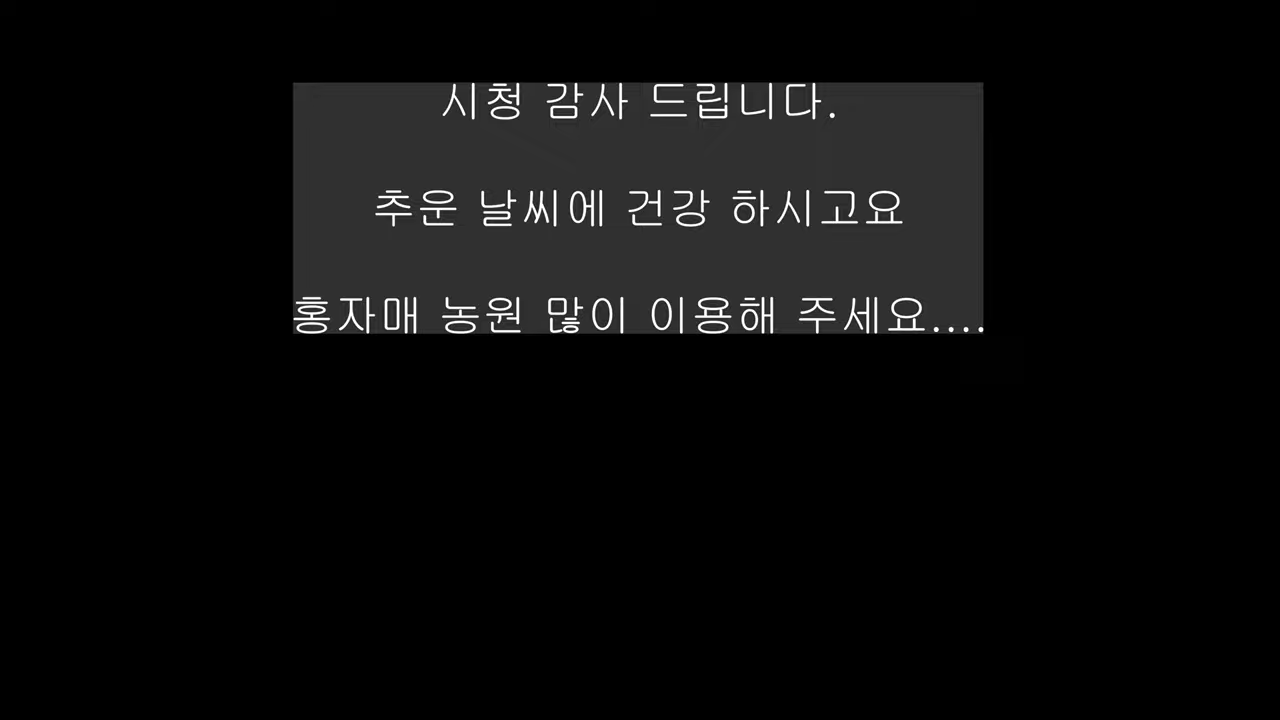 시청 감사 드립니다.
추운 날씨에 건강 하시고요
홍자매 농원 많이 이용해 주세요....